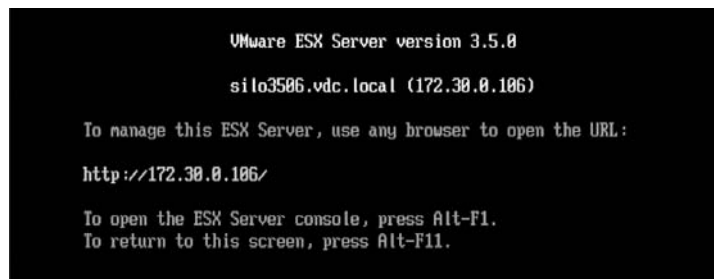 VMware ESX Server version 3.5.0
silo3506.vdc.local (172.30.0.106)
To manage this ESX Server, use any browser to open the URL:
http://172.30.0.106/
To open the ESX Server console, press Alt-F1.
To return to this screen, press Alt-F11.